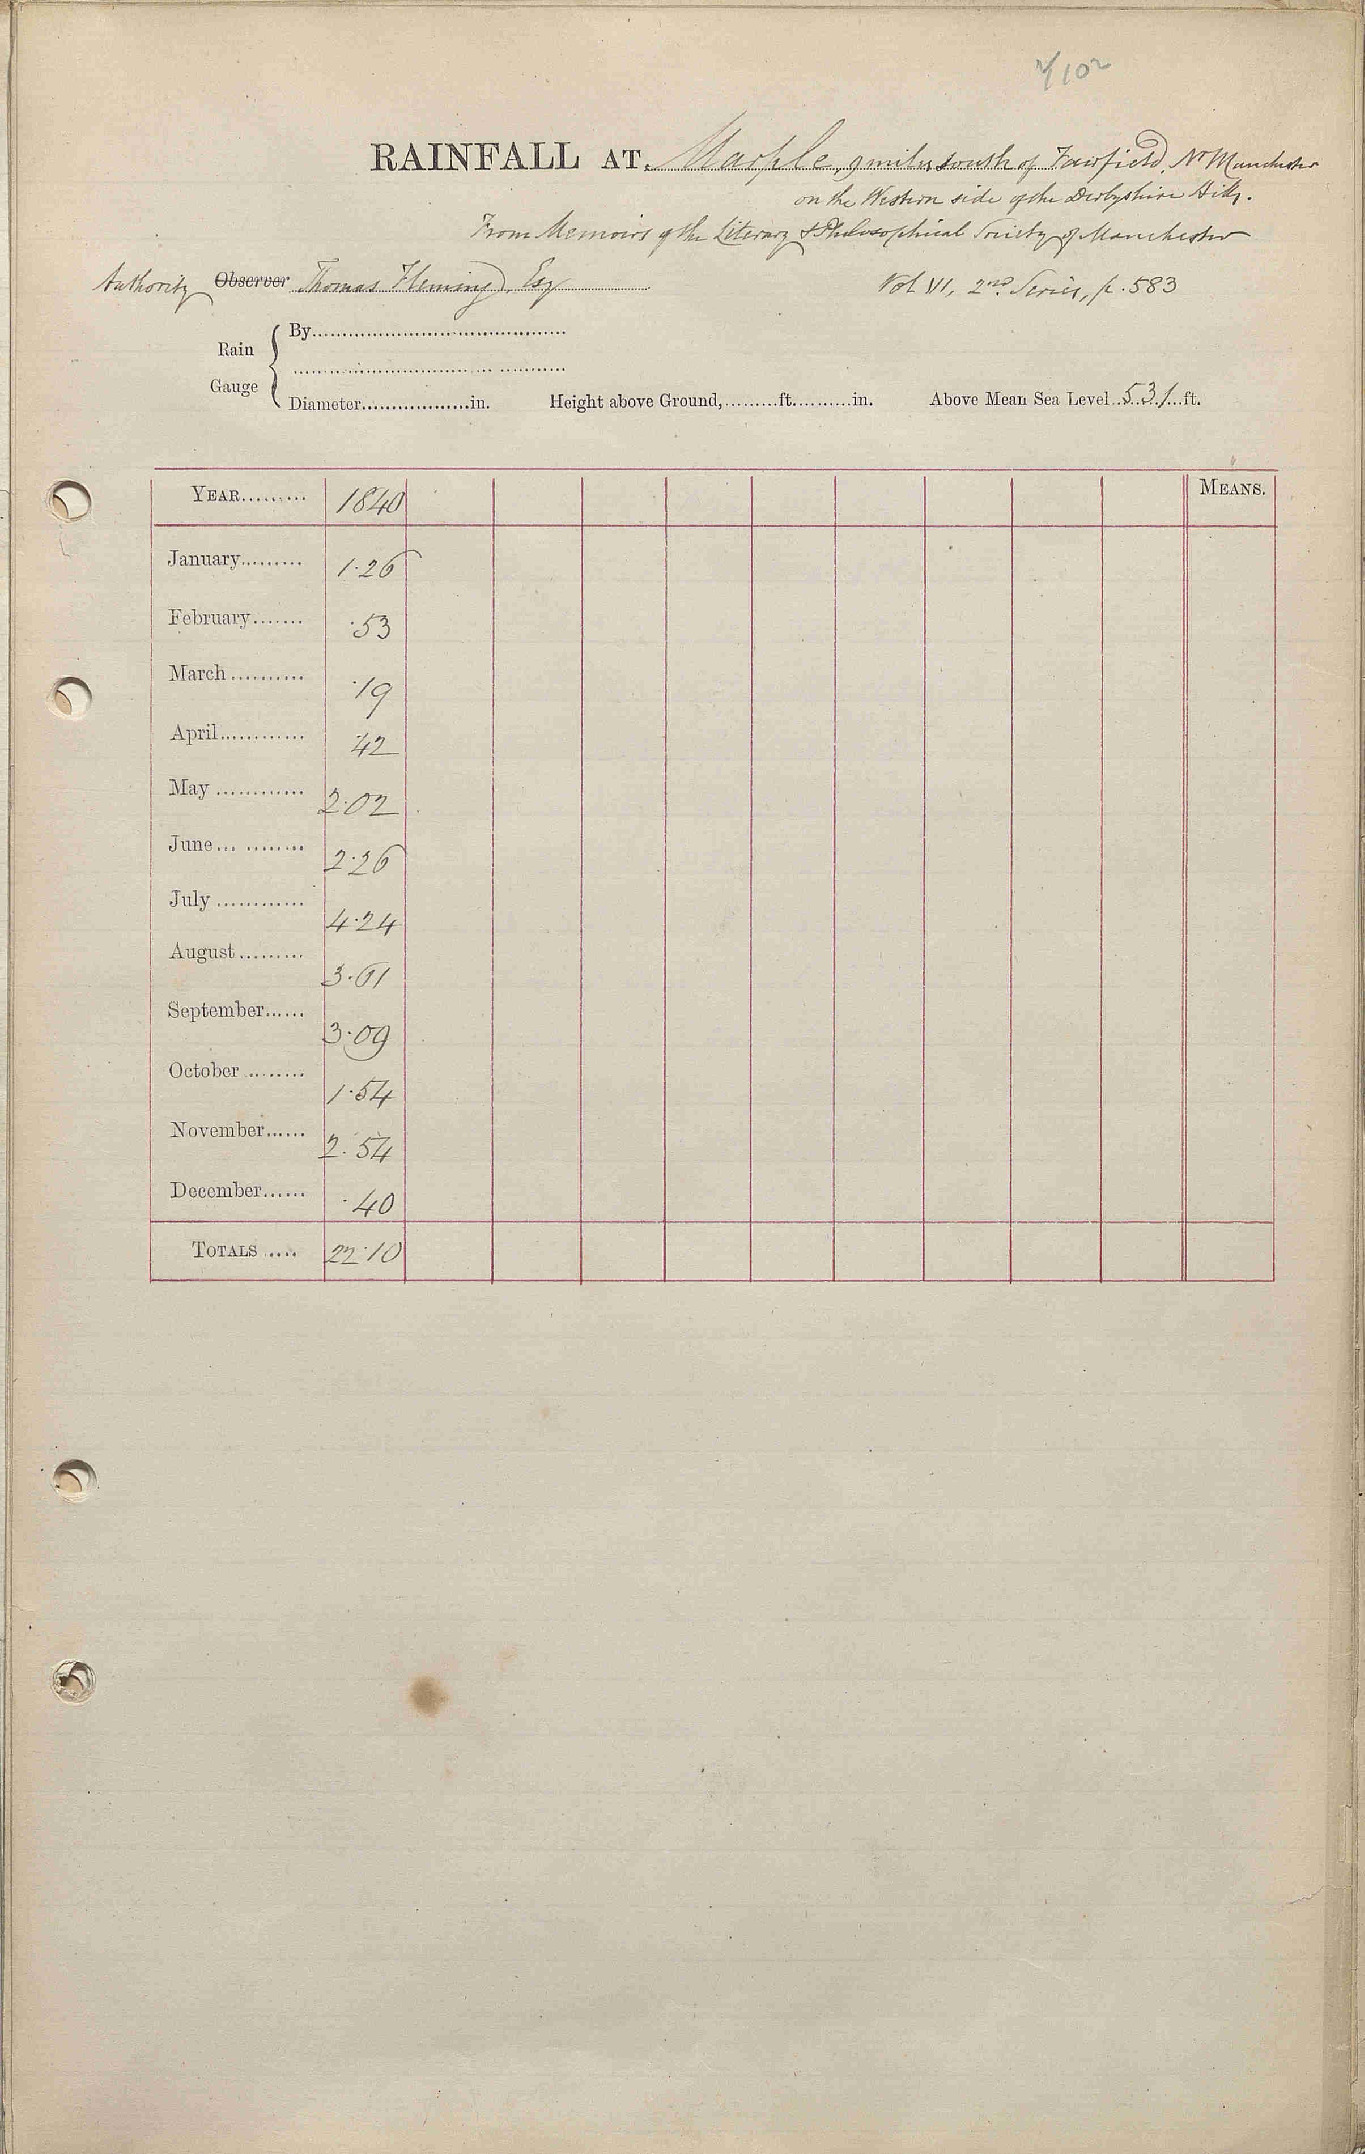 2/102
RAINFALL AT Marple, 9 miles south of Fairfield, Nr Manchester
on the Western side of the Derbyshire Hills.
From Memoirs of the Literary & Philosophical Society of Manchester
Authority Observer Thomas Fleming, Esq Vol VI, 2nd Series, p. 583
Rain Gauge
By
Diameter in. Height above Ground, ft. in. Above Mean Sea Level 531 ft.
YEAR 1840 MEANS.
January 1.26
February .53
March .19
April .42
May 2.02
June 2.26
July 4.24
August 3.61
September 3.09
October 1.54
November 2.54
December .40
TOTALS 22.10